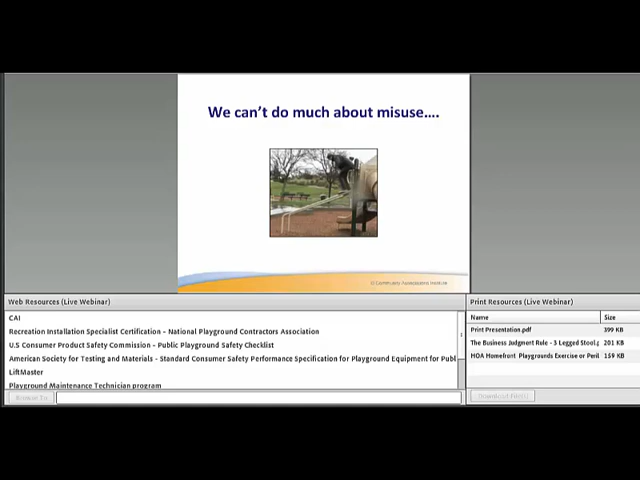 We can't do much about misuse....
© Community Associations Institute
Web Resources (Live Webinar)
CAI
Recreation Installation Specialist Certification - National Playground Contractors Association
U.S Consumer Product Safety Commission - Public Playground Safety Checklist
American Society for Testing and Materials - Standard Consumer Safety Performance Specification for Playground Equipment for Publ
LiftMaster
Playground Maintenance Technician program
Browse To
Print Resources (Live Webinar)
Name Size
Print Presentation.pdf 399 KB
The Business Judgment Rule - 3 Legged Stool.p 201 KB
HOA Homefront Playgrounds Exercise or Peril 159 KB
Download File(s)